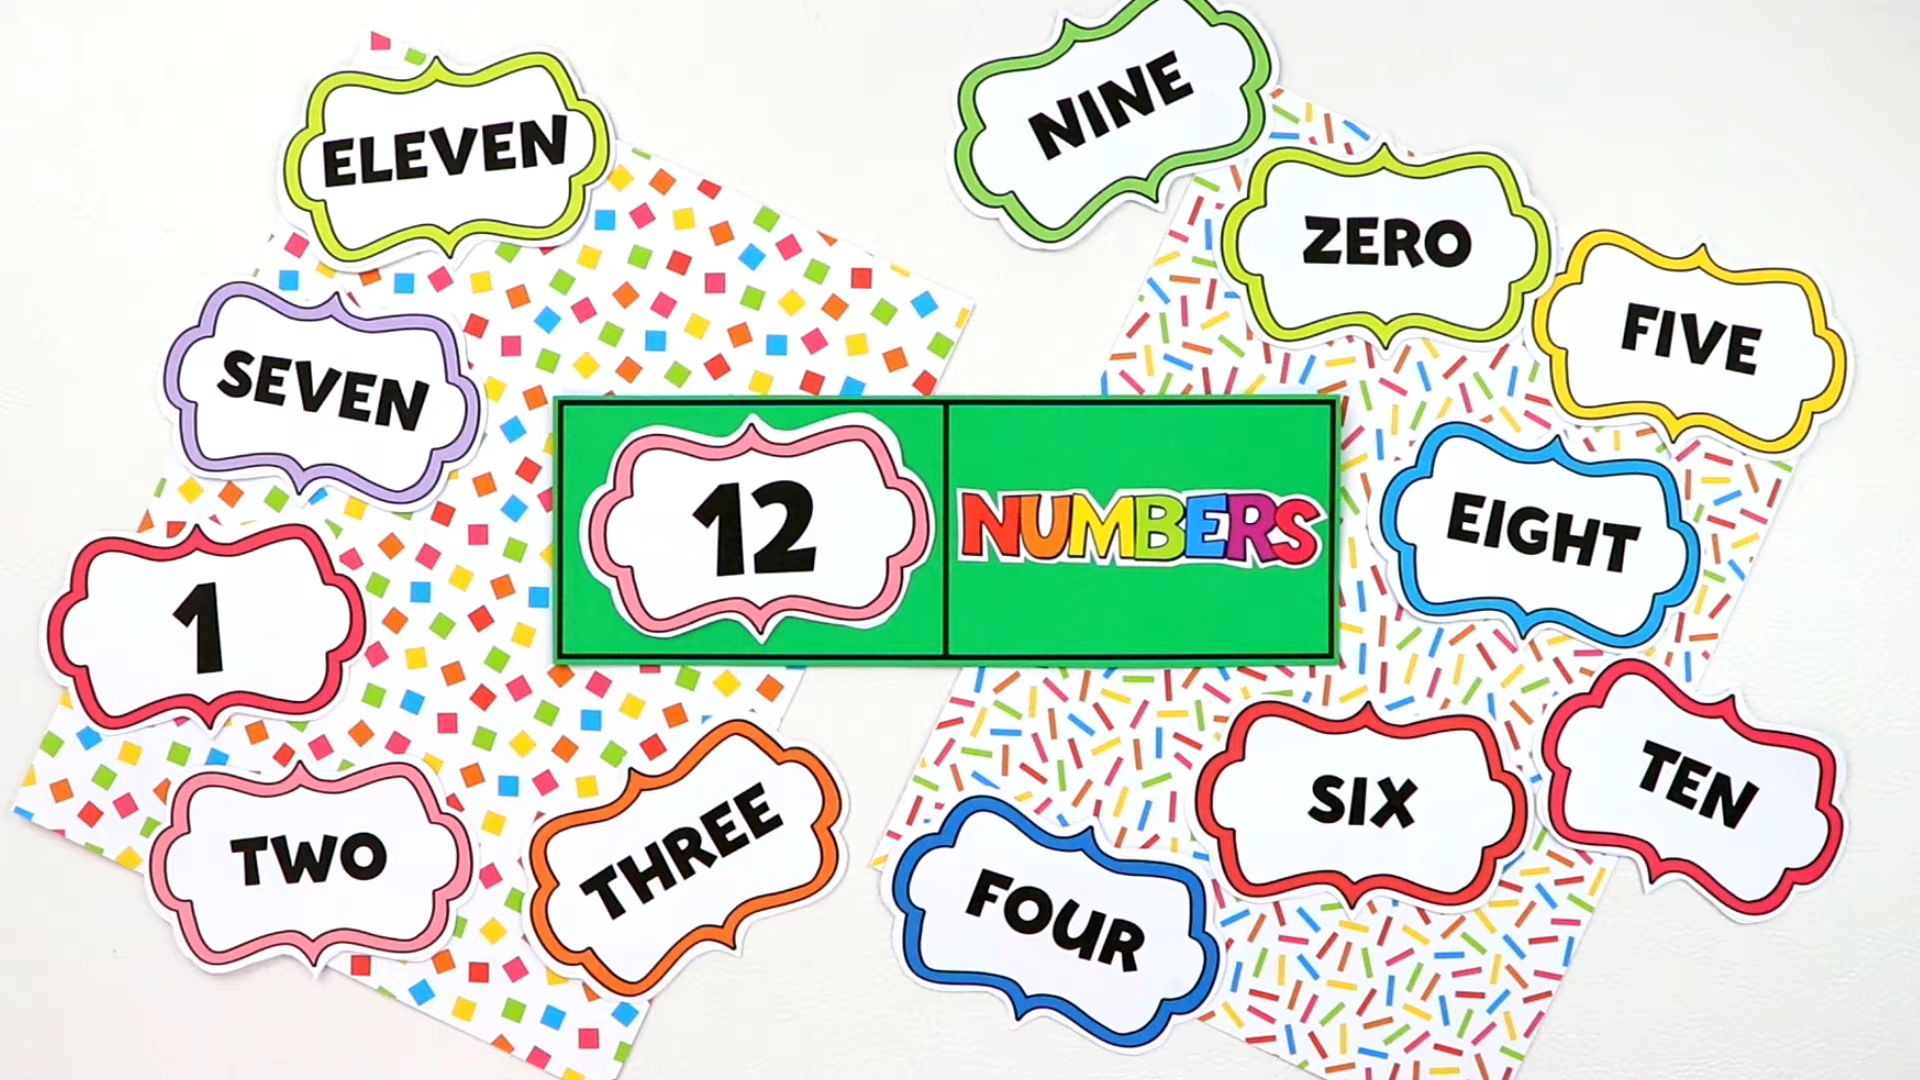 NINE
ELEVEN
ZERO
FIVE
SEVEN
12
NUMBERS
EIGHT
1
TWO
THREE
FOUR
SIX
TEN